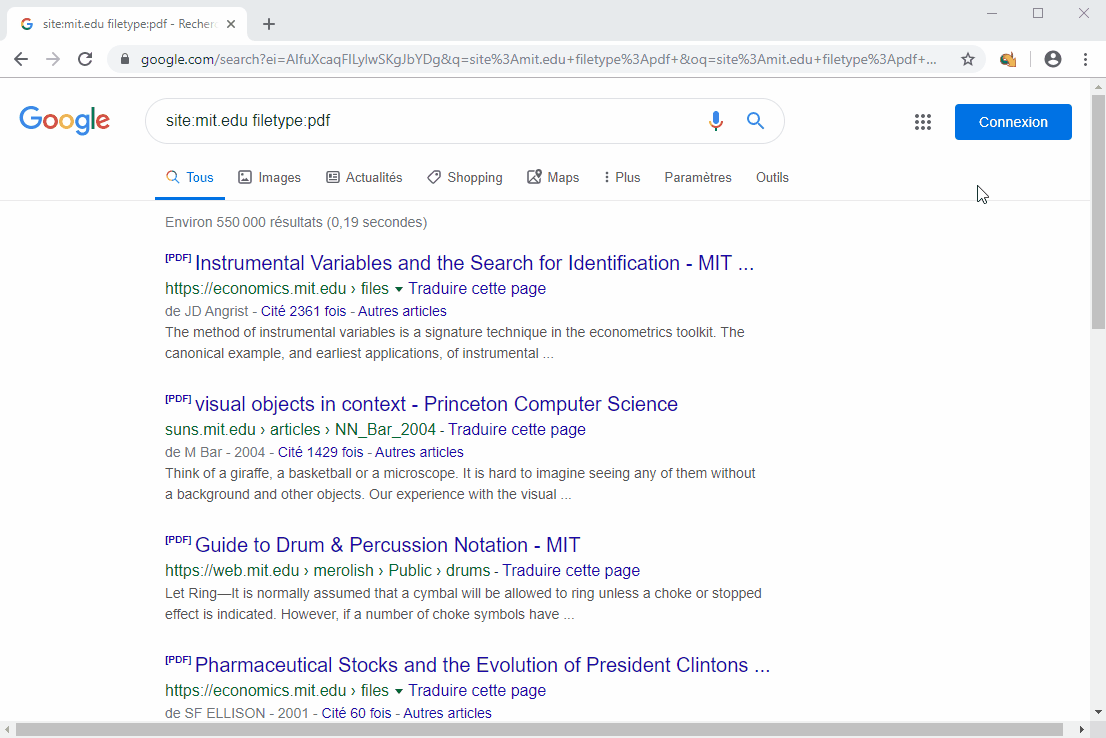 site:mit.edu filetype:pdf - Recher
google.com/search?ei=AIfuXcaqFILylwSKgJbYDg&q=site%3Amit.edu+filetype%3Apdf+&oq=site%3Amit.edu+filetype%3Apdf+...
Google
site:mit.edu filetype:pdf
Connexion
Tous Images Actualités Shopping Maps Plus Paramètres Outils
Environ 550 000 résultats (0,19 secondes)
[PDF] Instrumental Variables and the Search for Identification - MIT ...
https://economics.mit.edu › files Traduire cette page
de JD Angrist - Cité 2361 fois - Autres articles
The method of instrumental variables is a signature technique in the econometrics toolkit. The
canonical example, and earliest applications, of instrumental ...
[PDF] visual objects in context - Princeton Computer Science
suns.mit.edu › articles › NN_Bar_2004 - Traduire cette page
de M Bar - 2004 - Cité 1429 fois - Autres articles
Think of a giraffe, a basketball or a microscope. It is hard to imagine seeing any of them without
a background and other objects. Our experience with the visual ...
[PDF] Guide to Drum & Percussion Notation - MIT
https://web.mit.edu › merolish › Public › drums - Traduire cette page
Let Ring—It is normally assumed that a cymbal will be allowed to ring unless a choke or stopped
effect is indicated. However, if a number of choke symbols have ...
[PDF] Pharmaceutical Stocks and the Evolution of President Clintons ...
https://economics.mit.edu › files Traduire cette page
de SF ELLISON - 2001 - Cité 60 fois - Autres articles